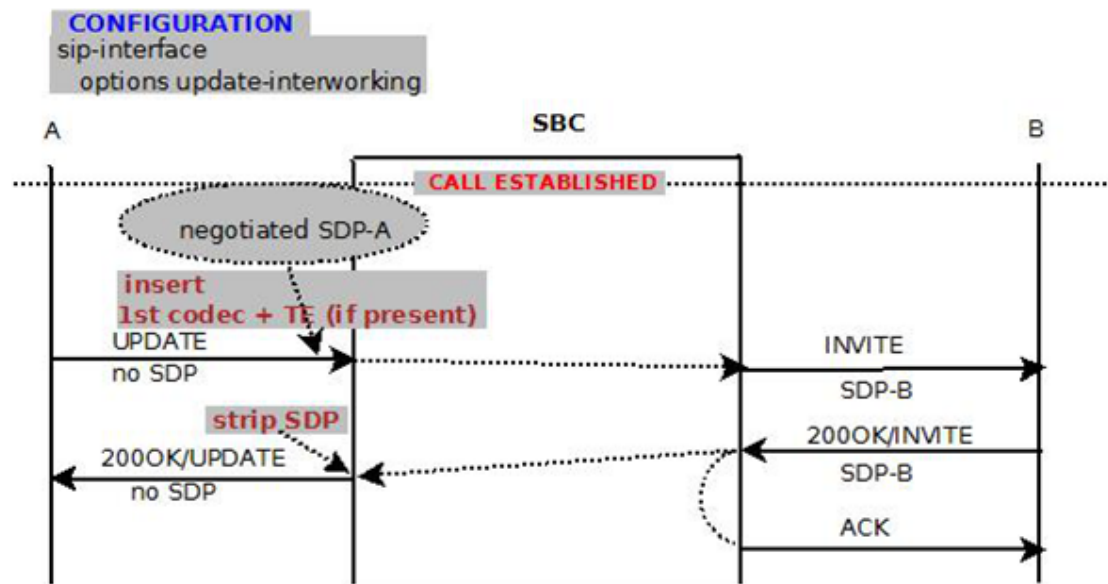 CONFIGURATION
sip-interface
options update-interworking
A
SBC
B
CALL ESTABLISHED
negotiated SDP-A
insert
1st codec + TE (if present)
UPDATE
no SDP
INVITE
SDP-B
strip SDP
200OK/UPDATE
no SDP
200OK/INVITE
SDP-B
ACK